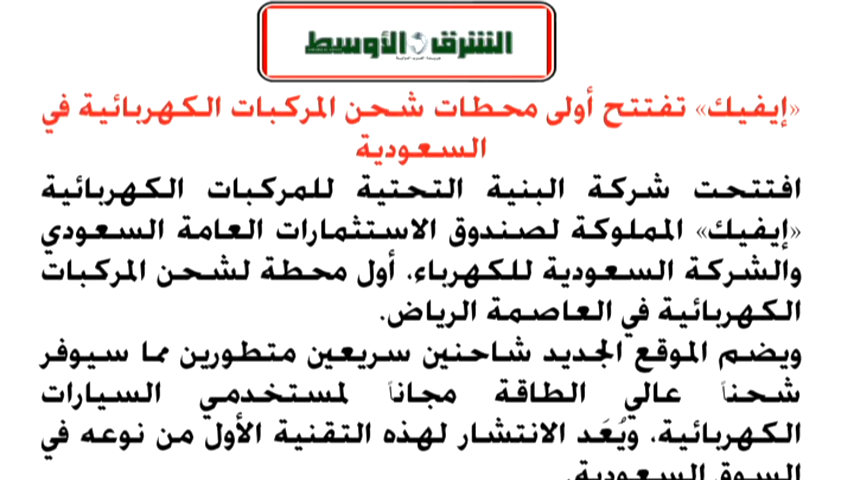 الشرق الأوسط
«إيفيك» تفتتح أولى محطات شحن المركبات الكهربائية في
السعودية
افتتحت شركة البنية التحتية للمركبات الكهربائية
«إيفيك» المملوكة لصندوق الاستثمارات العامة السعودي
والشركة السعودية للكهرباء، أول محطة لشحن المركبات
الكهربائية في العاصمة الرياض.
ويضم الموقع الجديد شاحنين سريعين متطورين مما سيوفر
شحناً عالي الطاقة مجاناً لمستخدمي السيارات
الكهربائية. ويُعَد الانتشار لهذه التقنية الأول من نوعه في
السوق السعودية.